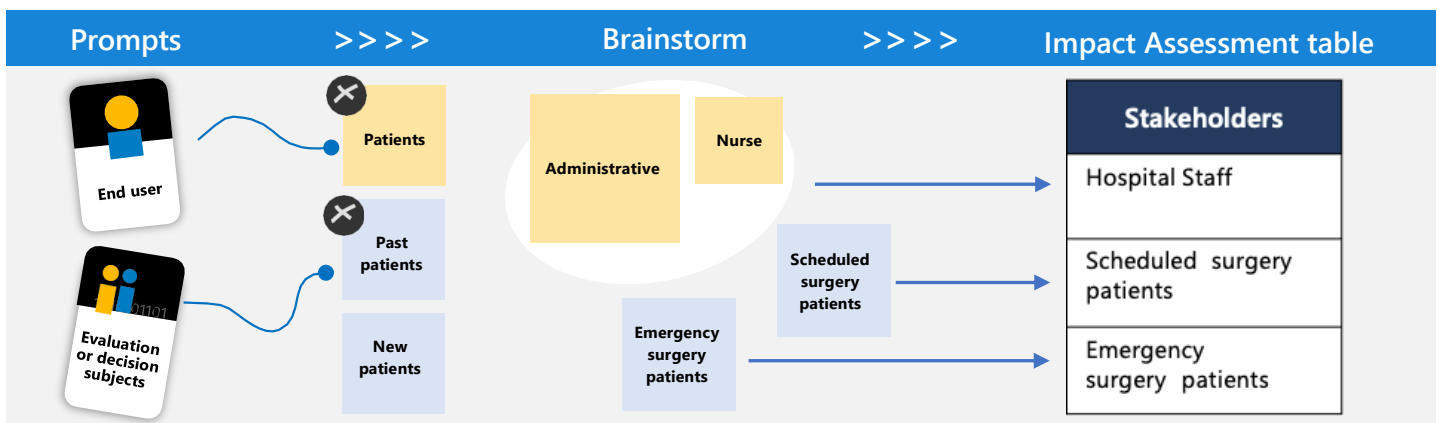 Prompts
>>>>
Brainstorm
>>>>
Impact Assessment table
End user
Patients
Administrative
Nurse
Stakeholders
Hospital Staff
Evaluation
or decision
subjects
Past
patients
New
patients
Scheduled
surgery
patients
Emergency
surgery
patients
Scheduled surgery
patients
Emergency
surgery patients